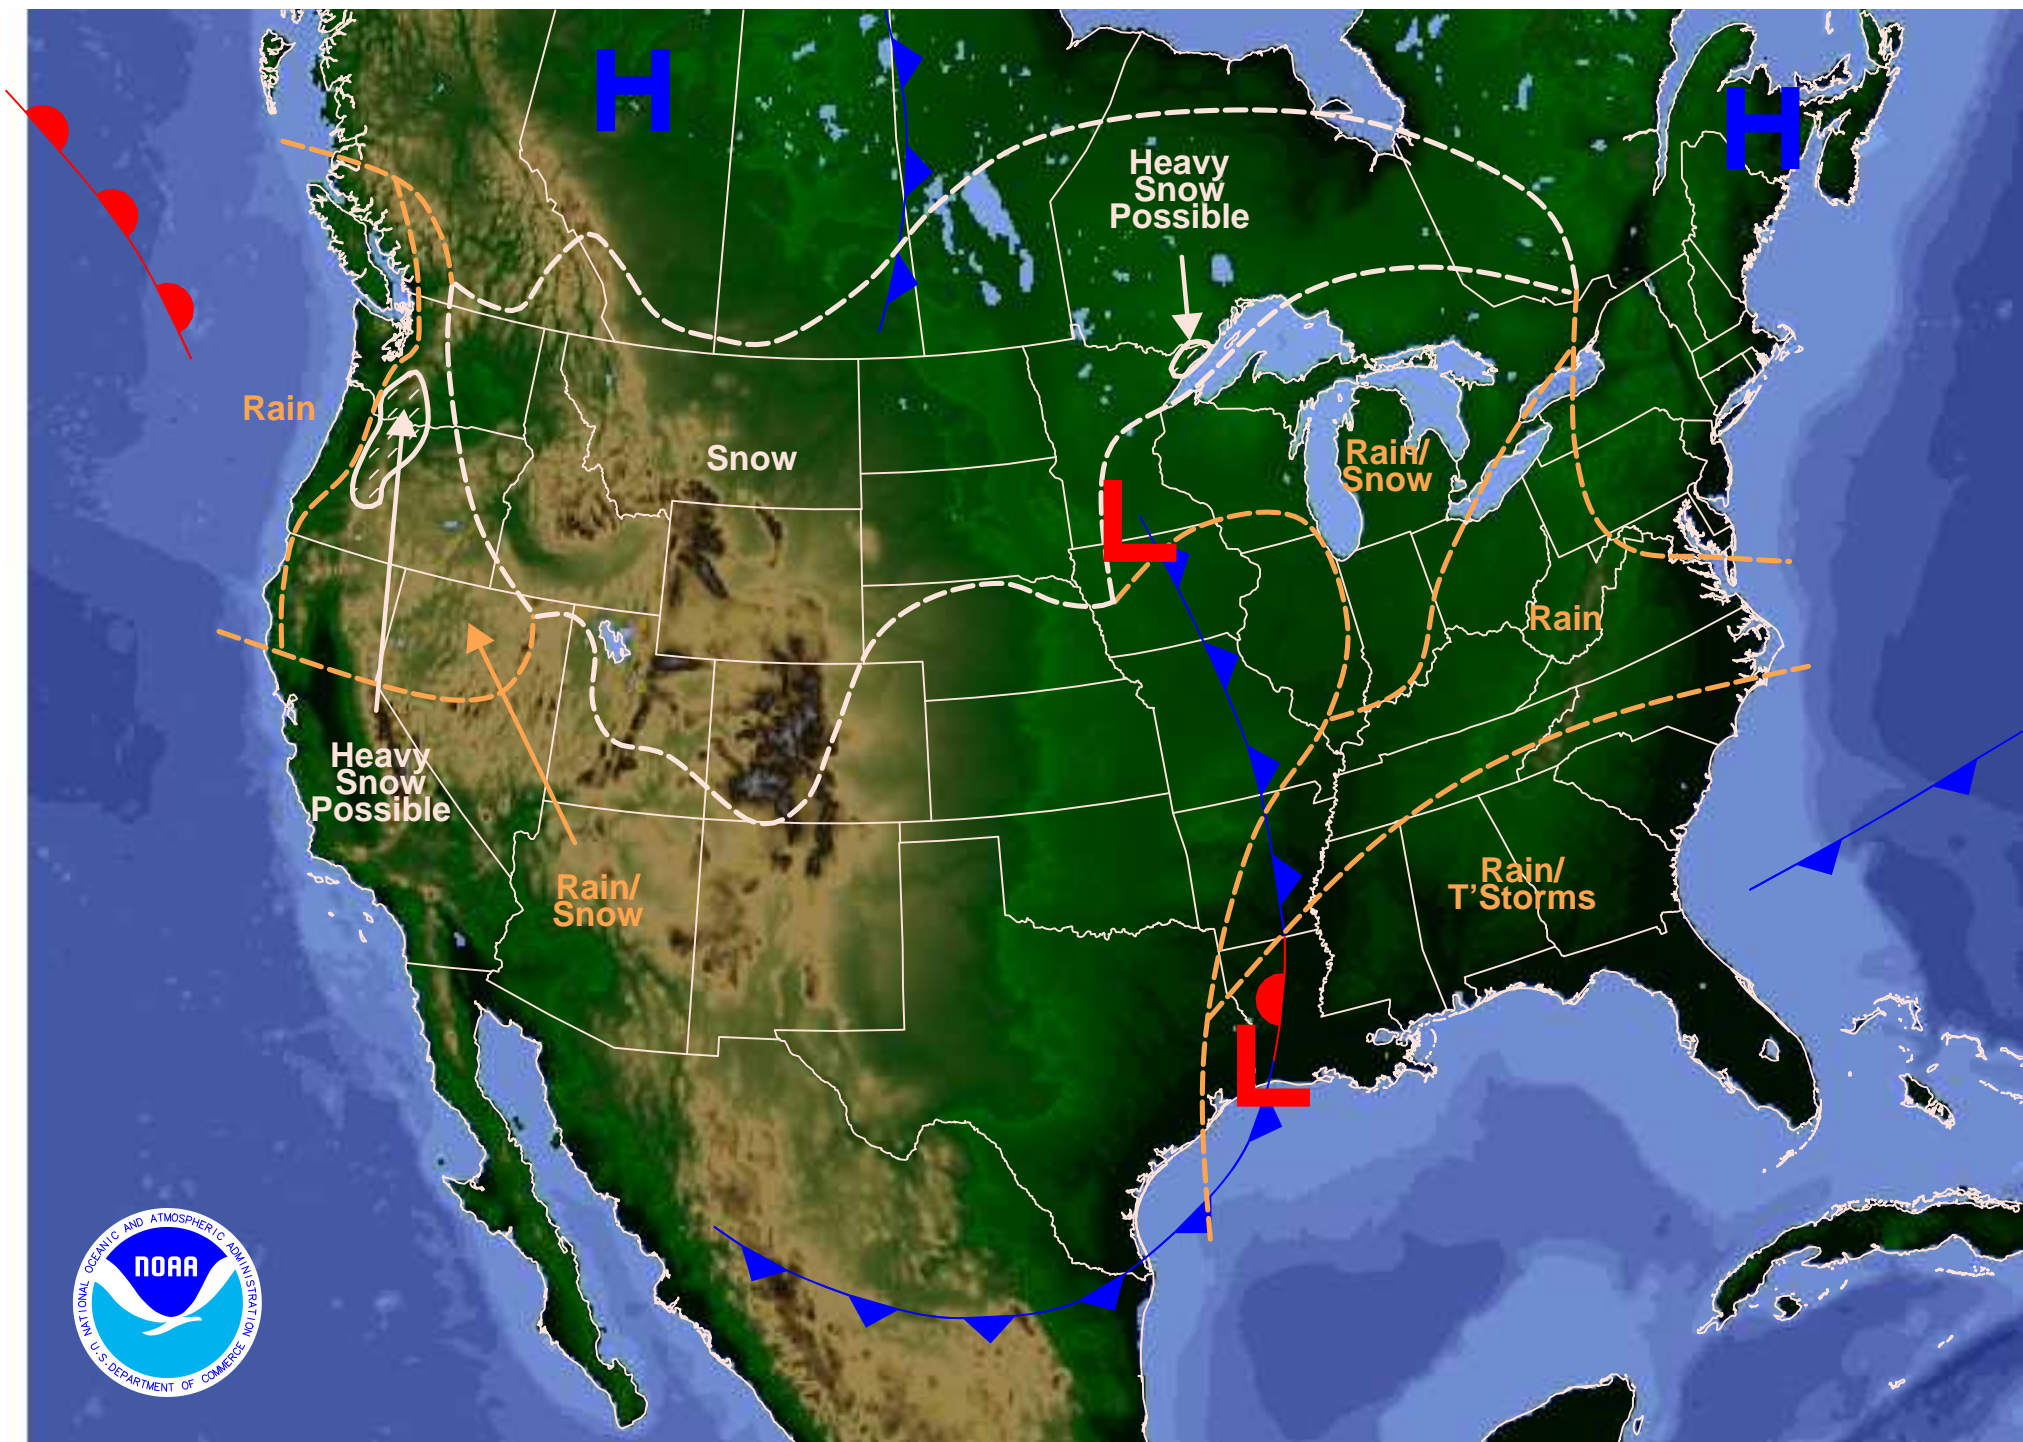 H
H
Heavy
Snow
Possible
Rain
Snow
Rain/
Snow
L
Rain
Heavy
Snow
Possible
Rain/
Snow
Rain/
T'Storms
L
NATIONAL OCEANIC AND ATMOSPHERIC ADMINISTRATION
NOAA
U.S. DEPARTMENT OF COMMERCE